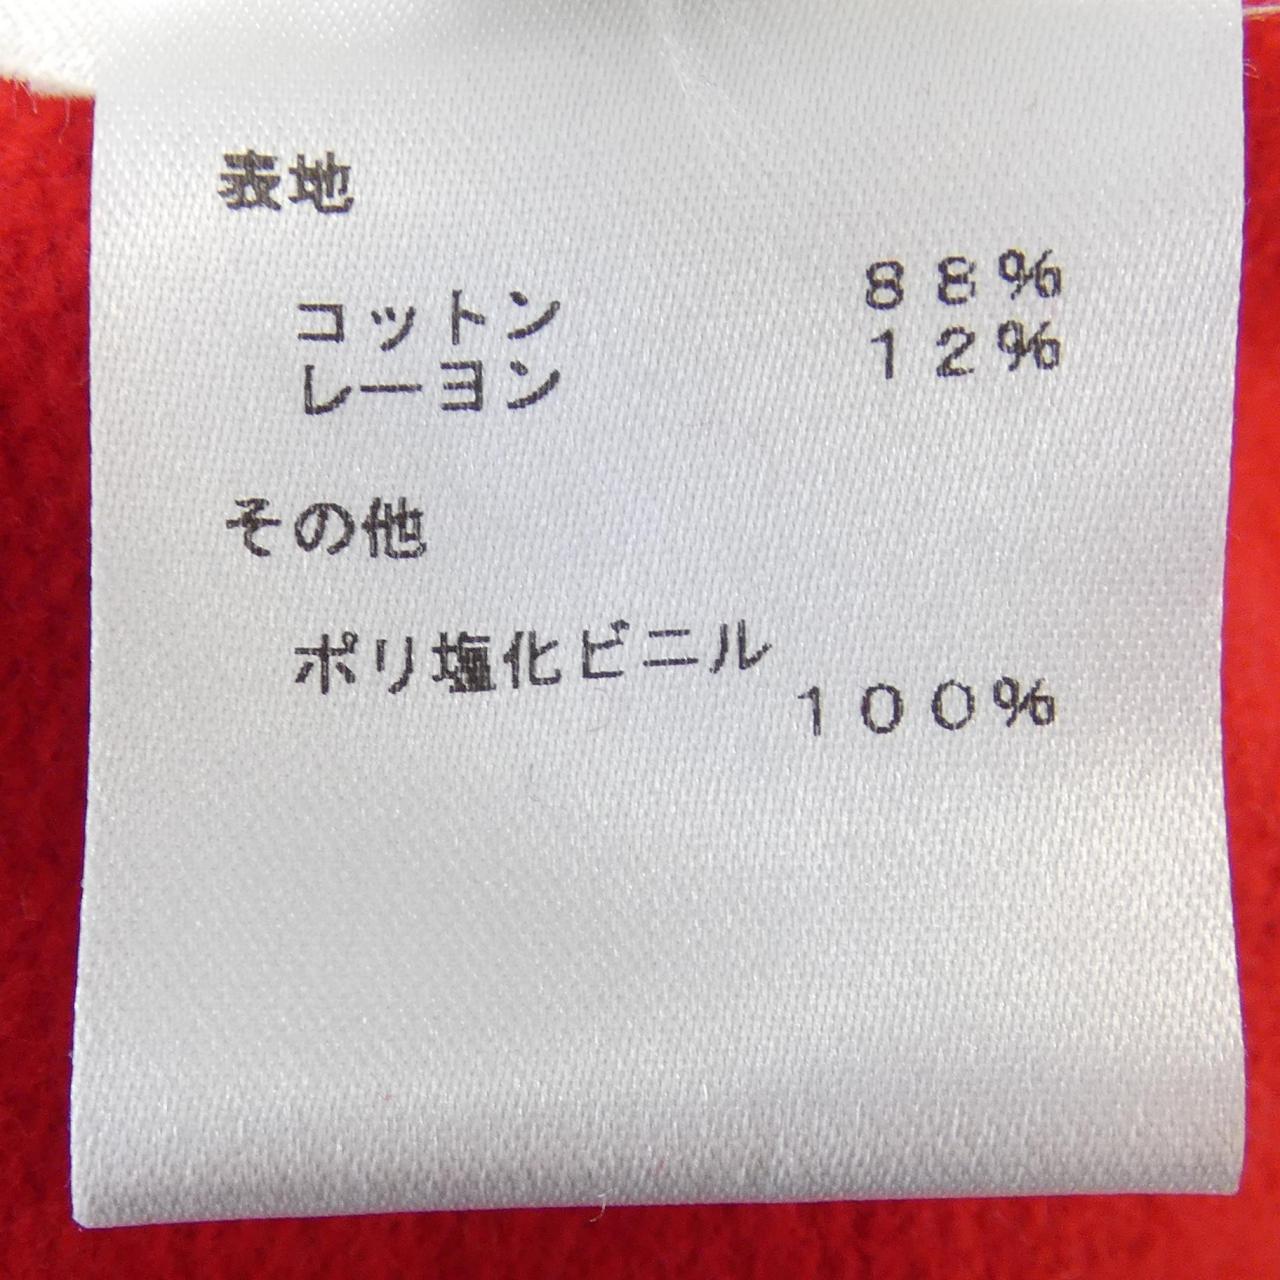 表地
コットン 88%
レーヨン 12%
その他
ポリ塩化ビニル
100%